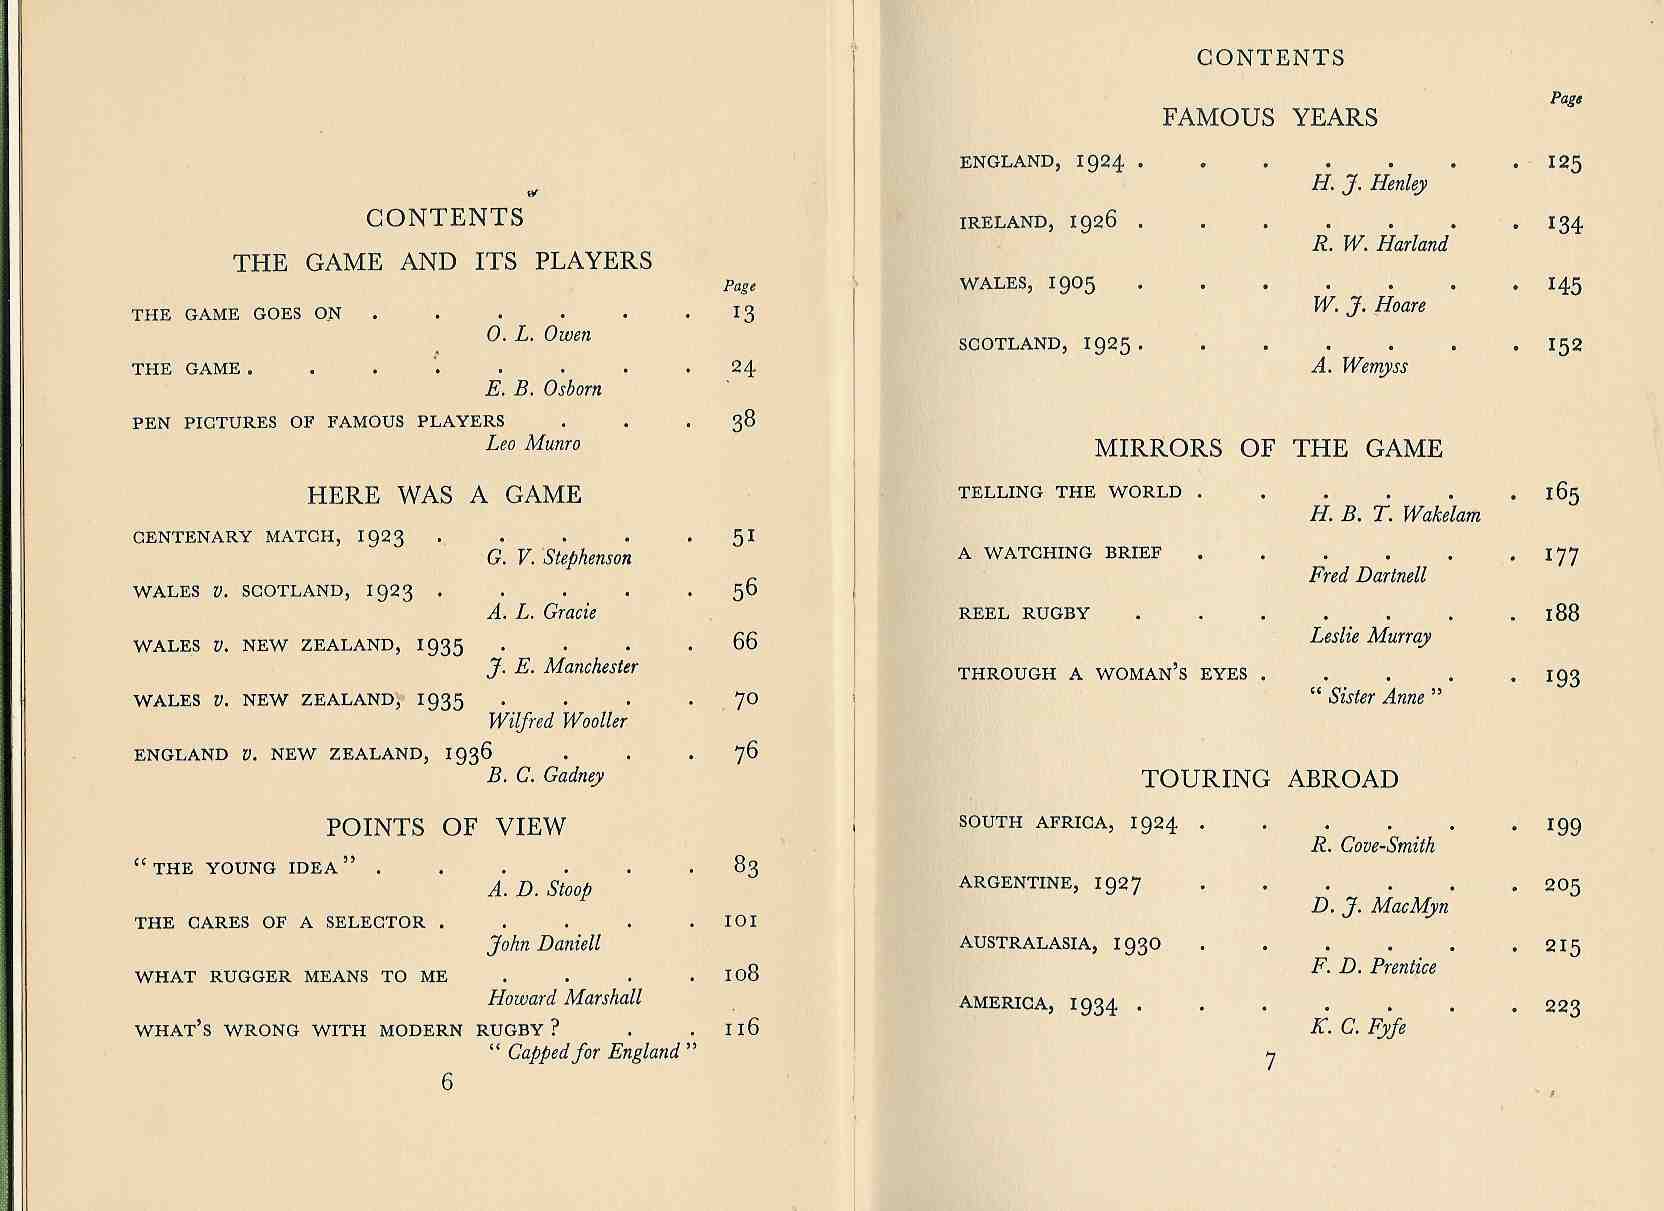 CONTENTS
THE GAME AND ITS PLAYERS
Page
THE GAME GOES ON . . . . . . 13
O. L. Owen
THE GAME . . . . . . . . 24
E. B. Osborn
PEN PICTURES OF FAMOUS PLAYERS . . . 38
Leo Munro
HERE WAS A GAME
CENTENARY MATCH, 1923 . . . . . 51
G. V. Stephenson
WALES v. SCOTLAND, 1923 . . . . . 56
A. L. Gracie
WALES v. NEW ZEALAND, 1935 . . . . 66
J. E. Manchester
WALES v. NEW ZEALAND, 1935 . . . . 70
Wilfred Wooller
ENGLAND v. NEW ZEALAND, 1936 . . . 76
B. C. Gadney
POINTS OF VIEW
“THE YOUNG IDEA” . . . . . . 83
A. D. Stoop
THE CARES OF A SELECTOR . . . . . 101
John Daniell
WHAT RUGGER MEANS TO ME . . . . 108
Howard Marshall
WHAT'S WRONG WITH MODERN RUGBY? . . 116
“Capped for England”
6
CONTENTS
Page
FAMOUS YEARS
ENGLAND, 1924 . . . . . . . 125
H. J. Henley
IRELAND, 1926 . . . . . . . 134
R. W. Harland
WALES, 1905 . . . . . . . 145
W. J. Hoare
SCOTLAND, 1925 . . . . . . . 152
A. Wemyss
MIRRORS OF THE GAME
TELLING THE WORLD . . . . . . 165
H. B. T. Wakelam
A WATCHING BRIEF . . . . . . 177
Fred Dartnell
REEL RUGBY . . . . . . . 188
Leslie Murray
THROUGH A WOMAN'S EYES . . . . . 193
“Sister Anne”
TOURING ABROAD
SOUTH AFRICA, 1924 . . . . . . 199
R. Cove-Smith
ARGENTINE, 1927 . . . . . . 205
D. J. MacMyn
AUSTRALASIA, 1930 . . . . . . 215
F. D. Prentice
AMERICA, 1934 . . . . . . . 223
K. C. Fyfe
7